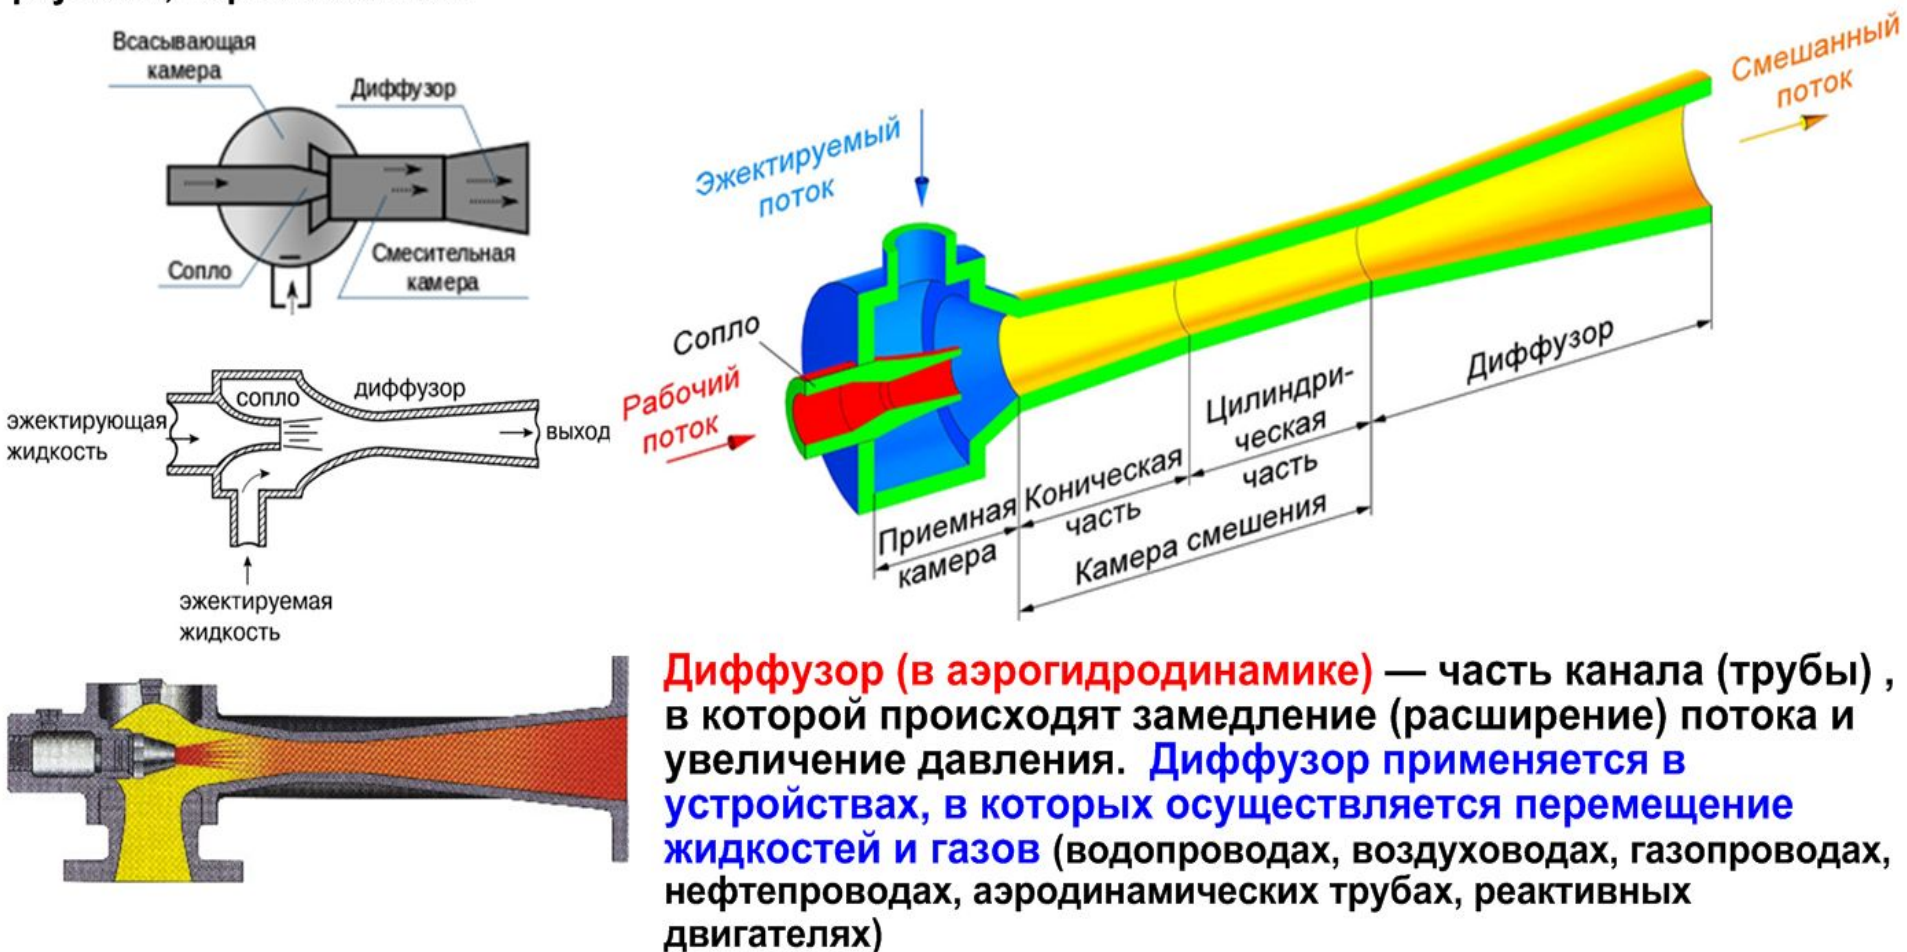 Всасывающая
камера
Диффузор
Сопло
Смесительная
камера
эжектирующая
жидкость
сопло
диффузор
выход
эжектируемая
жидкость
Эжектируемый
поток
Смешанный
поток
Сопло
Рабочий
поток
Приемная
камера
Коническая
часть
Цилиндри-
ческая
часть
Камера смешения
Диффузор
Диффузор (в аэрогидродинамике) — часть канала (трубы) ,
в которой происходят замедление (расширение) потока и
увеличение давления. Диффузор применяется в
устройствах, в которых осуществляется перемещение
жидкостей и газов (водопроводах, воздуховодах, газопроводах,
нефтепроводах, аэродинамических трубах, реактивных
двигателях)